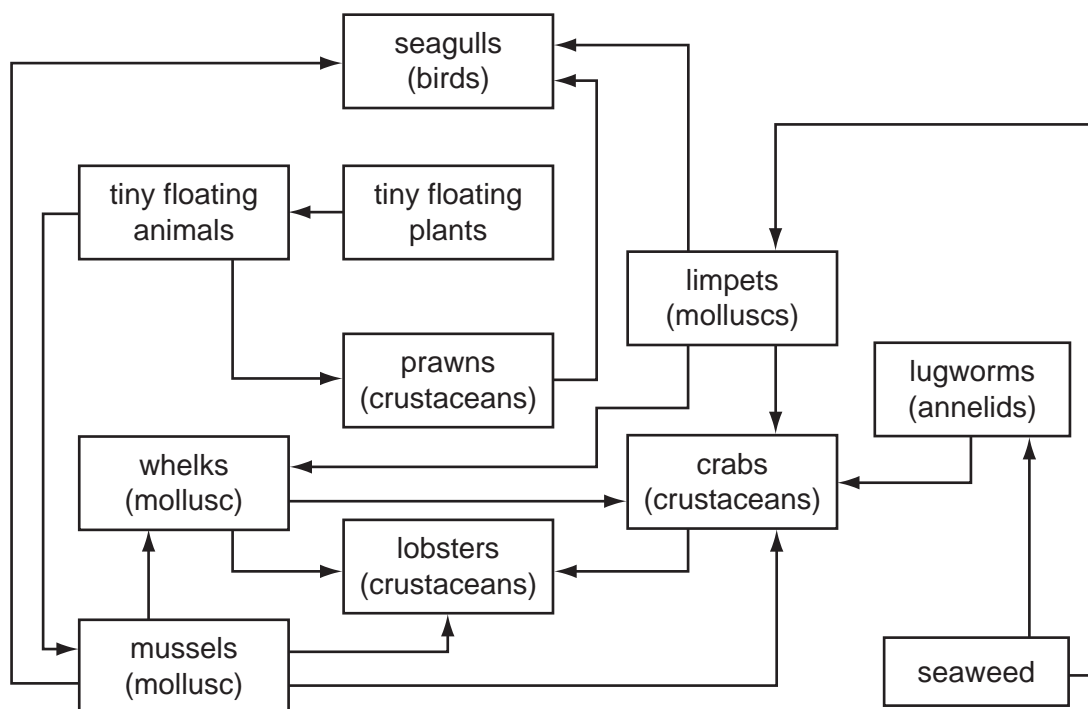 seagulls
(birds)
tiny floating
animals
tiny floating
plants
limpets
(molluscs)
prawns
(crustaceans)
lugworms
(annelids)
whelks
(mollusc)
crabs
(crustaceans)
lobsters
(crustaceans)
mussels
(mollusc)
seaweed